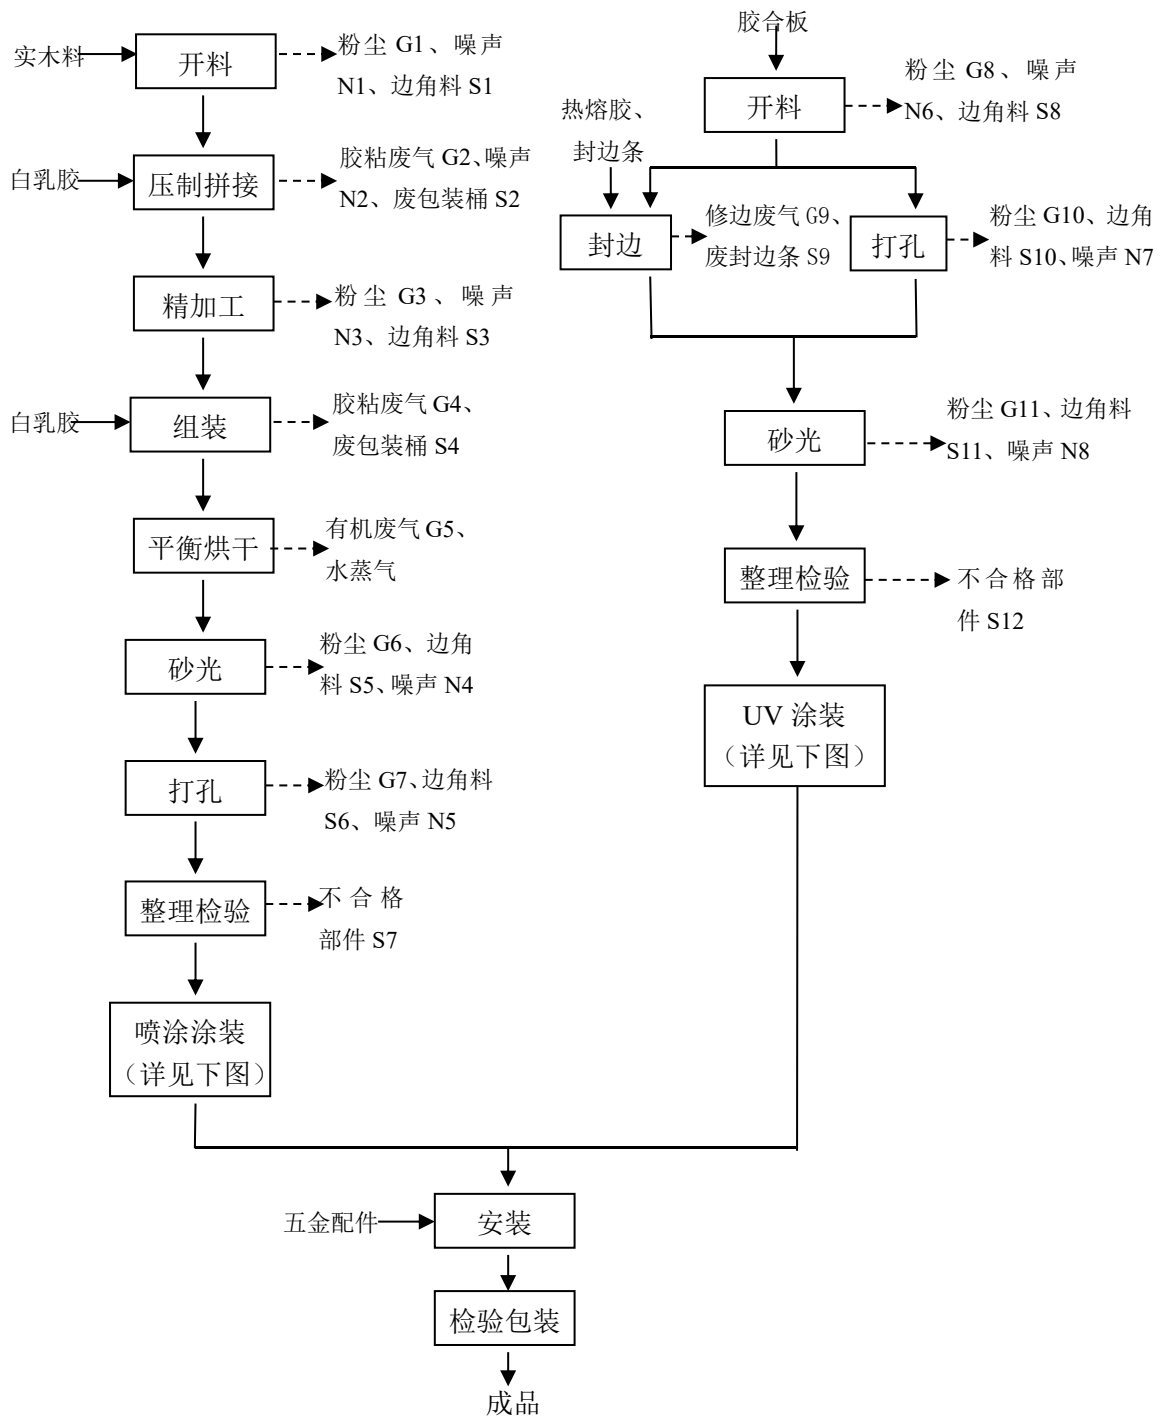 实木料
开料
粉尘 G1、噪声
N1、边角料 S1
白乳胶
压制拼接
胶粘废气 G2、噪声
N2、废包装桶 S2
精加工
粉尘 G3、噪声
N3、边角料 S3
白乳胶
组装
胶粘废气 G4、
废包装桶 S4
平衡烘干
有机废气 G5、
水蒸气
砂光
粉尘 G6、边角
料 S5、噪声 N4
打孔
粉尘 G7、边角料
S6、噪声 N5
整理检验
不合格
部件 S7
喷涂涂装
（详见下图）
胶合板
开料
粉尘 G8、噪声
N6、边角料 S8
热熔胶、
封边条
封边
修边废气 G9、
废封边条 S9
打孔
粉尘 G10、边角
料 S10、噪声 N7
砂光
粉尘 G11、边角料
S11、噪声 N8
整理检验
不合格部
件 S12
UV 涂装
（详见下图）
五金配件
安装
检验包装
成品